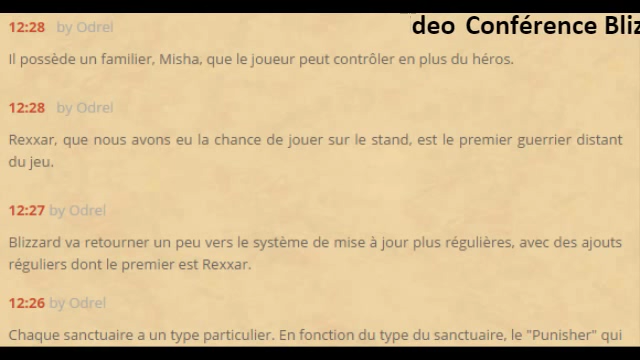 deo Conférence Bliz
12:28 by Odrel
Il possède un familier, Misha, que le joueur peut contrôler en plus du héros.
12:28 by Odrel
Rexxar, que nous avons eu la chance de jouer sur le stand, est le premier guerrier distant
du jeu.
12:27 by Odrel
Blizzard va retourner un peu vers le système de mise à jour plus régulières, avec des ajouts
réguliers dont le premier est Rexxar.
12:26 by Odrel
Chaque sanctuaire a un type particulier. En fonction du type du sanctuaire, le "Punisher" qui